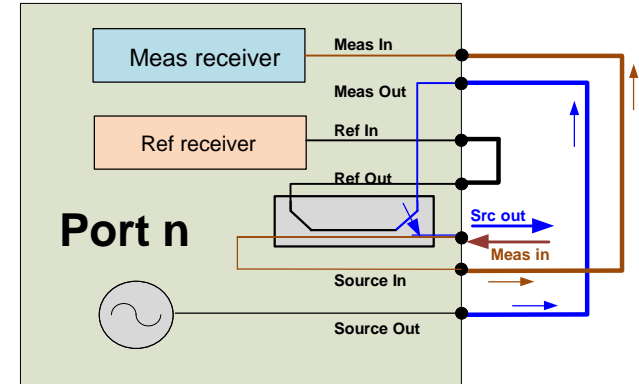 Meas receiver
Meas In
Meas Out
Ref receiver
Ref In
Ref Out
Port n
Src out
Meas in
Source In
Source Out